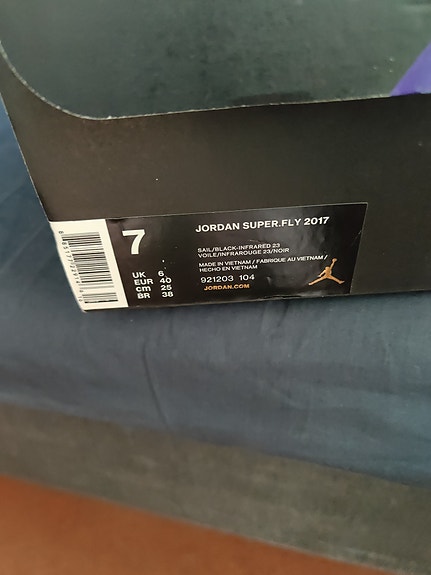 7
JORDAN SUPER.FLY 2017
SAIL/BLACK-INFRARED 23
VOILE/INFRAROUGE 23/NOIR
MADE IN VIETNAM / FABRIQUE AU VIETNAM /
HECHO EN VIETNAM
921203 104
JORDAN.COM
UK 6
EUR 40
cm 25
BR 38